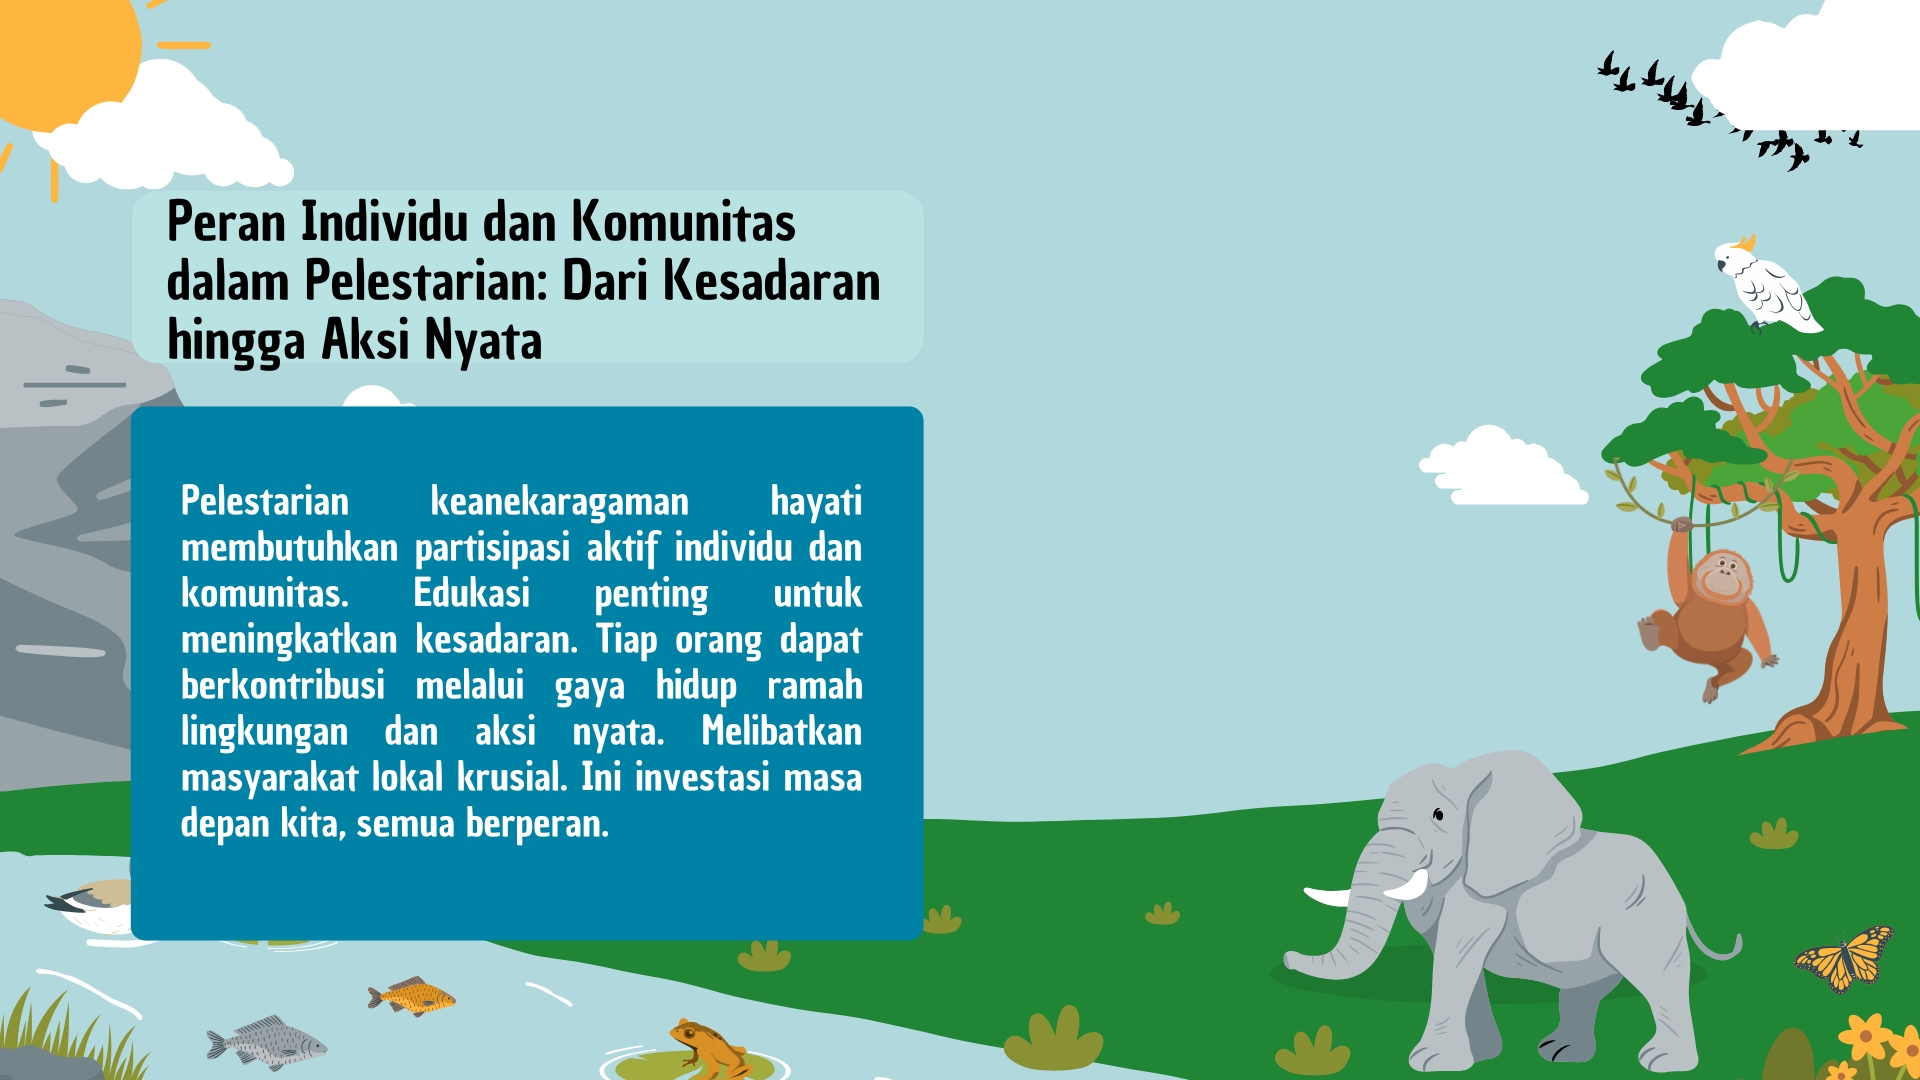 Peran Individu dan Komunitas
dalam Pelestarian: Dari Kesadaran
hingga Aksi Nyata
Pelestarian keanekaragaman hayati
membutuhkan partisipasi aktif individu dan
komunitas. Edukasi penting untuk
meningkatkan kesadaran. Tiap orang dapat
berkontribusi melalui gaya hidup ramah
lingkungan dan aksi nyata. Melibatkan
masyarakat lokal krusial. Ini investasi masa
depan kita, semua berperan.